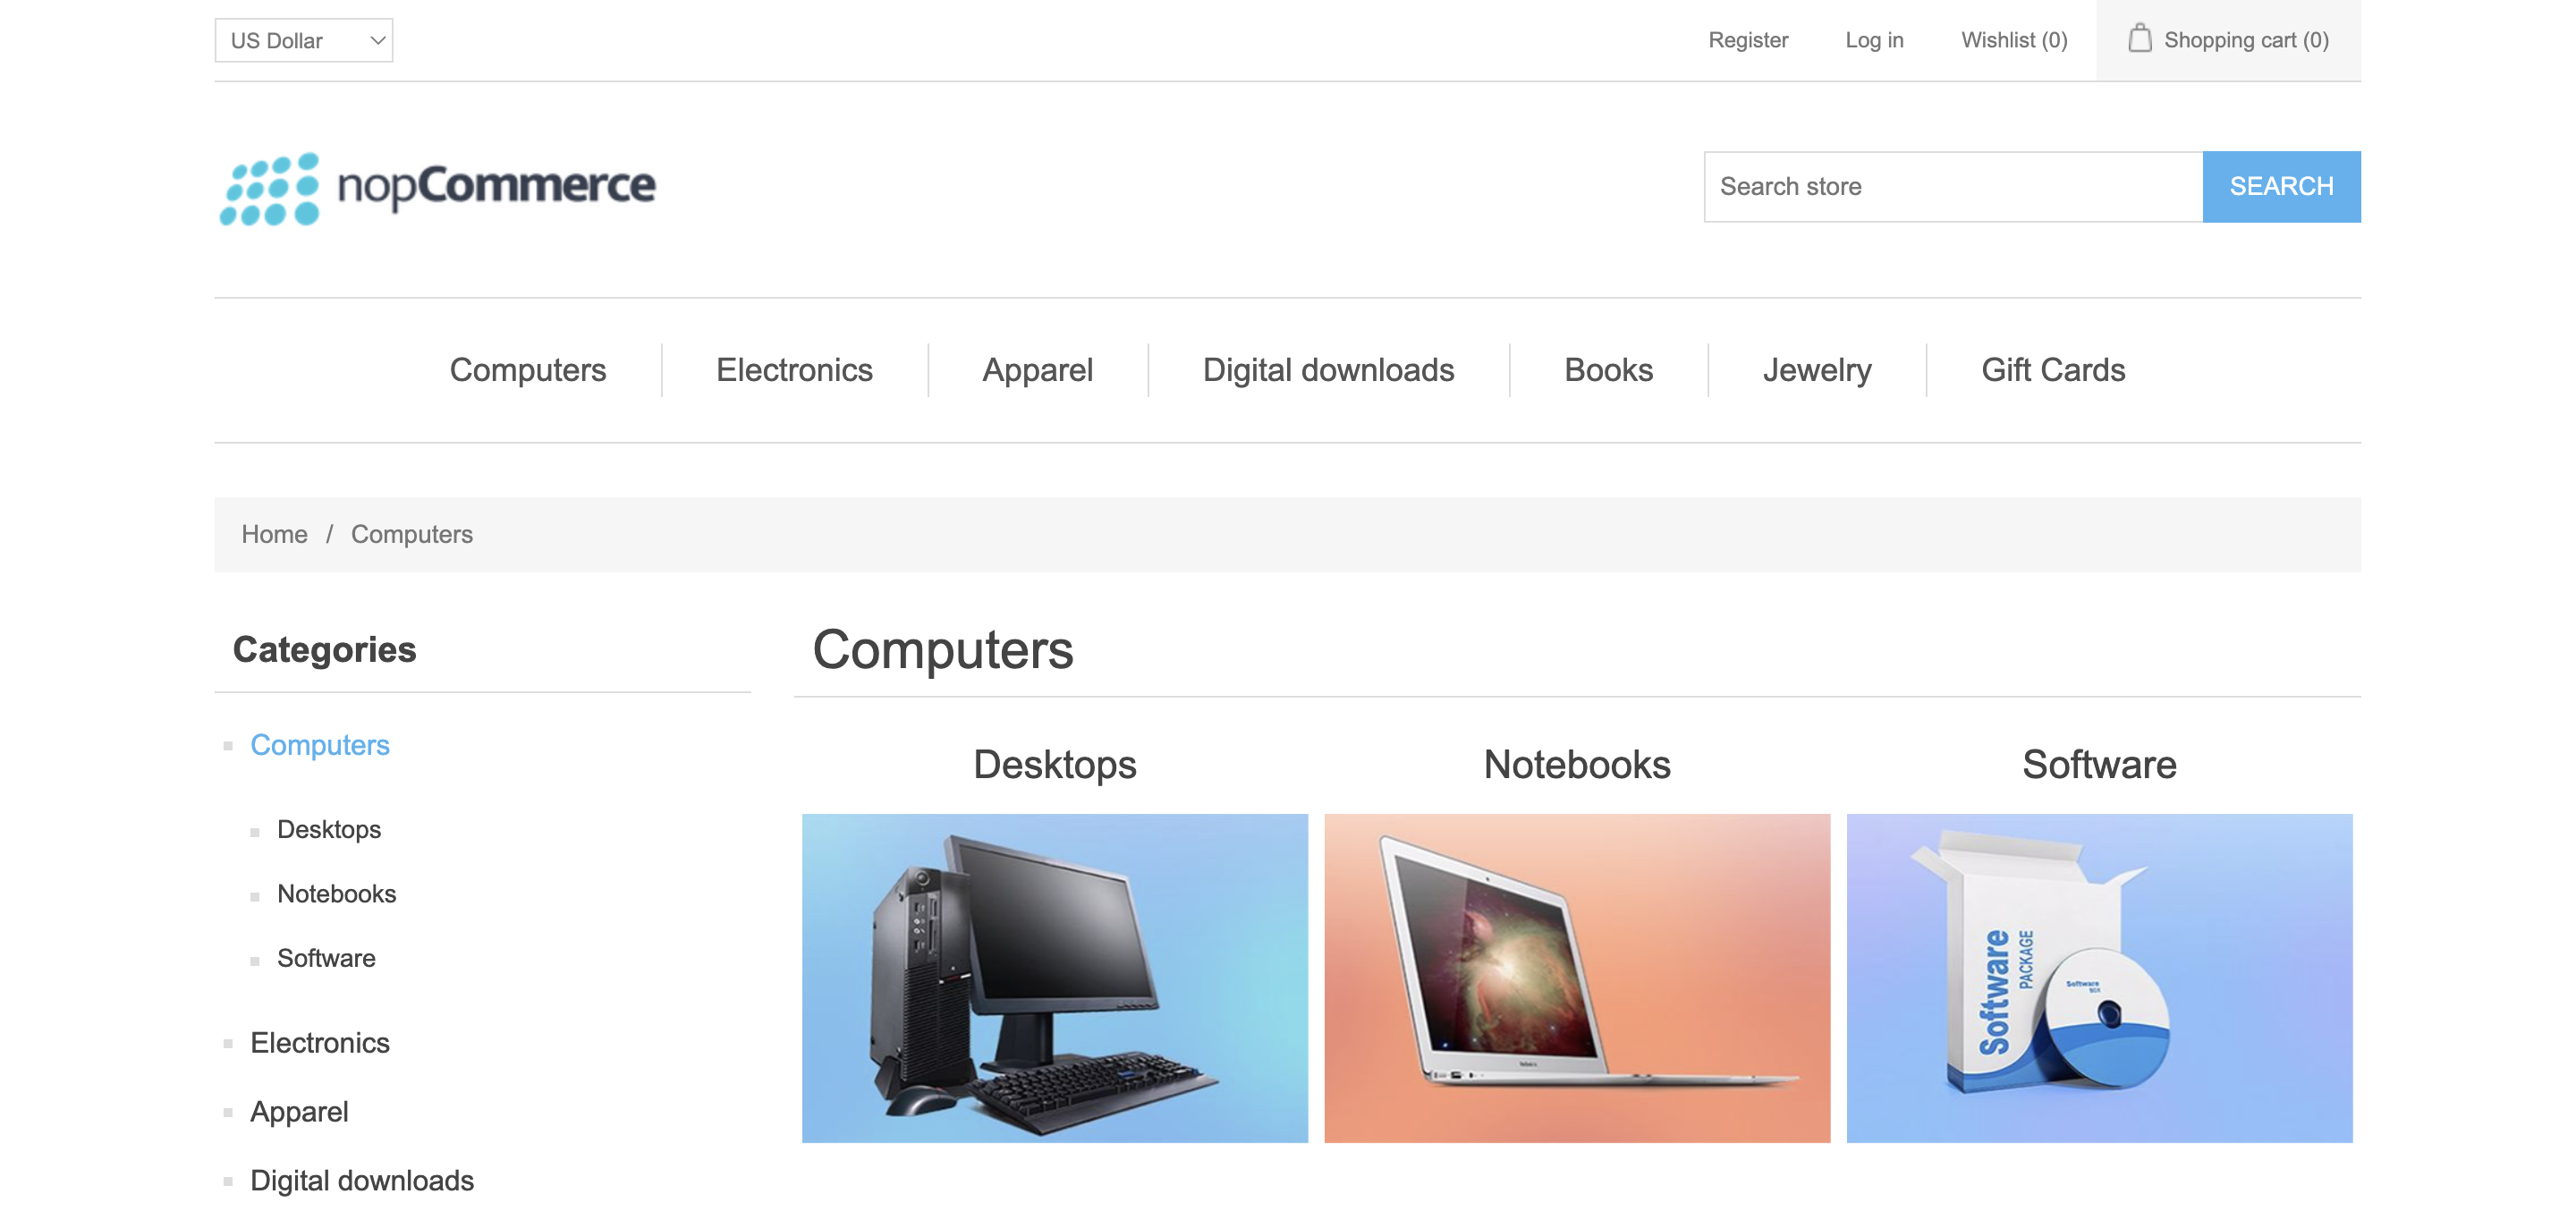 US Dollar
Register Log in Wishlist (0) Shopping cart (0)
nopCommerce
Search store SEARCH
Computers Electronics Apparel Digital downloads Books Jewelry Gift Cards
Home / Computers
Categories
Computers
Desktops
Notebooks
Software
Electronics
Apparel
Digital downloads
Computers
Desktops
Notebooks
Software
Software
PACKAGE
Software
BOX